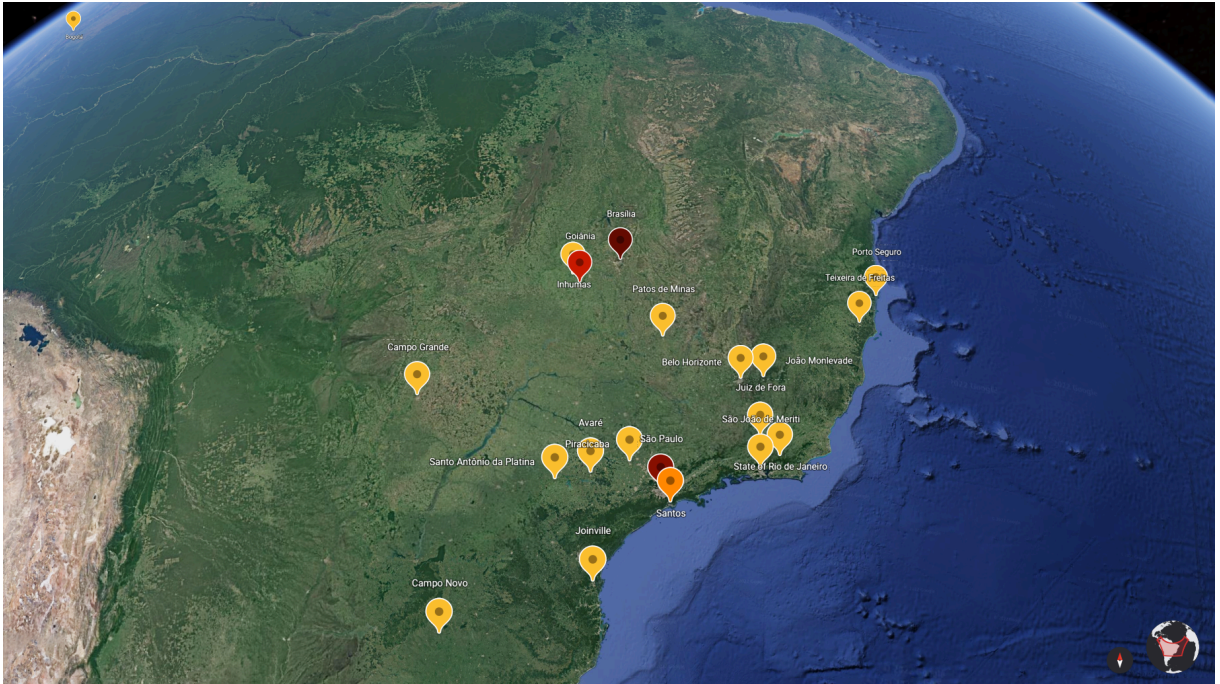 Bogotá
Brasília
Goiânia
Inhumas
Porto Seguro
Teixeira de Freitas
Patos de Minas
Campo Grande
Belo Horizonte
João Monlevade
Juiz de Fora
São João de Meriti
Avaré
Piracicaba
São Paulo
Santo Antônio da Platina
State of Rio de Janeiro
Santos
Joinville
Campo Novo